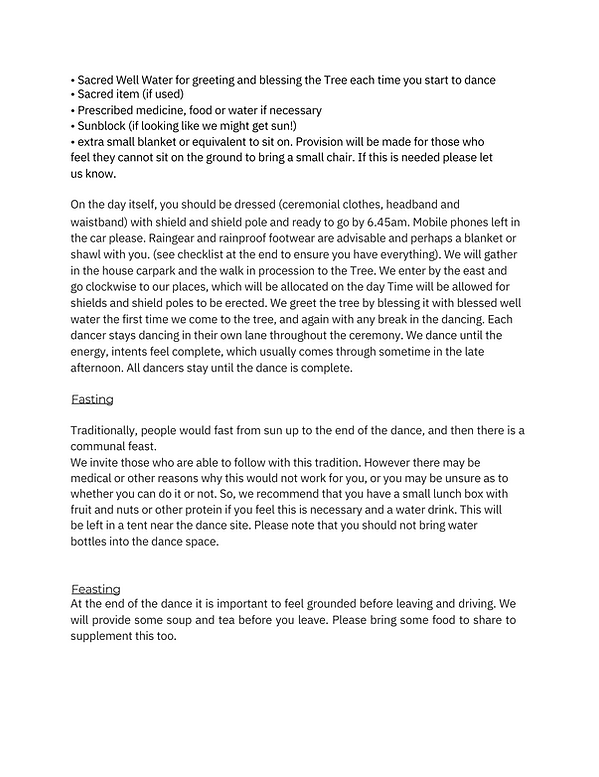 • Sacred Well Water for greeting and blessing the Tree each time you start to dance
• Sacred item (if used)
• Prescribed medicine, food or water if necessary
• Sunblock (if looking like we might get sun!)
• extra small blanket or equivalent to sit on. Provision will be made for those who
feel they cannot sit on the ground to bring a small chair. If this is needed please let
us know.
On the day itself, you should be dressed (ceremonial clothes, headband and
waistband) with shield and shield pole and ready to go by 6.45am. Mobile phones left in
the car please. Raingear and rainproof footwear are advisable and perhaps a blanket or
shawl with you. (see checklist at the end to ensure you have everything). We will gather
in the house carpark and the walk in procession to the Tree. We enter by the east and
go clockwise to our places, which will be allocated on the day Time will be allowed for
shields and shield poles to be erected. We greet the tree by blessing it with blessed well
water the first time we come to the tree, and again with any break in the dancing. Each
dancer stays dancing in their own lane throughout the ceremony. We dance until the
energy, intents feel complete, which usually comes through sometime in the late
afternoon. All dancers stay until the dance is complete.
Fasting
Traditionally, people would fast from sun up to the end of the dance, and then there is a
communal feast.
We invite those who are able to follow with this tradition. However there may be
medical or other reasons why this would not work for you, or you may be unsure as to
whether you can do it or not. So, we recommend that you have a small lunch box with
fruit and nuts or other protein if you feel this is necessary and a water drink. This will
be left in a tent near the dance site. Please note that you should not bring water
bottles into the dance space.
Feasting
At the end of the dance it is important to feel grounded before leaving and driving. We
will provide some soup and tea before you leave. Please bring some food to share to
supplement this too.